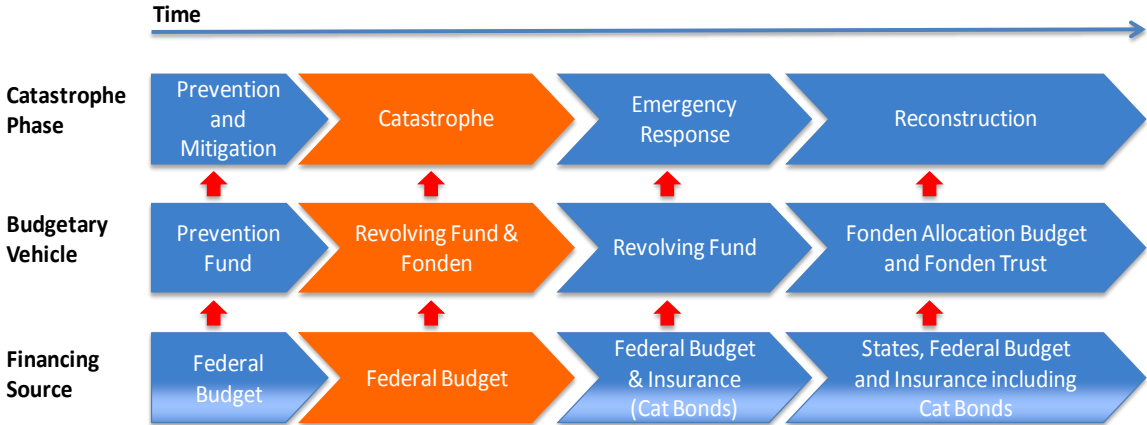 Time
Catastrophe
Phase
Prevention
and
Mitigation
Catastrophe
Emergency
Response
Reconstruction
Budgetary
Vehicle
Prevention
Fund
Revolving Fund &
Fonden
Revolving Fund
Fonden Allocation Budget
and Fonden Trust
Financing
Source
Federal
Budget
Federal Budget
Federal Budget
& Insurance
(Cat Bonds)
States, Federal Budget
and Insurance including
Cat Bonds